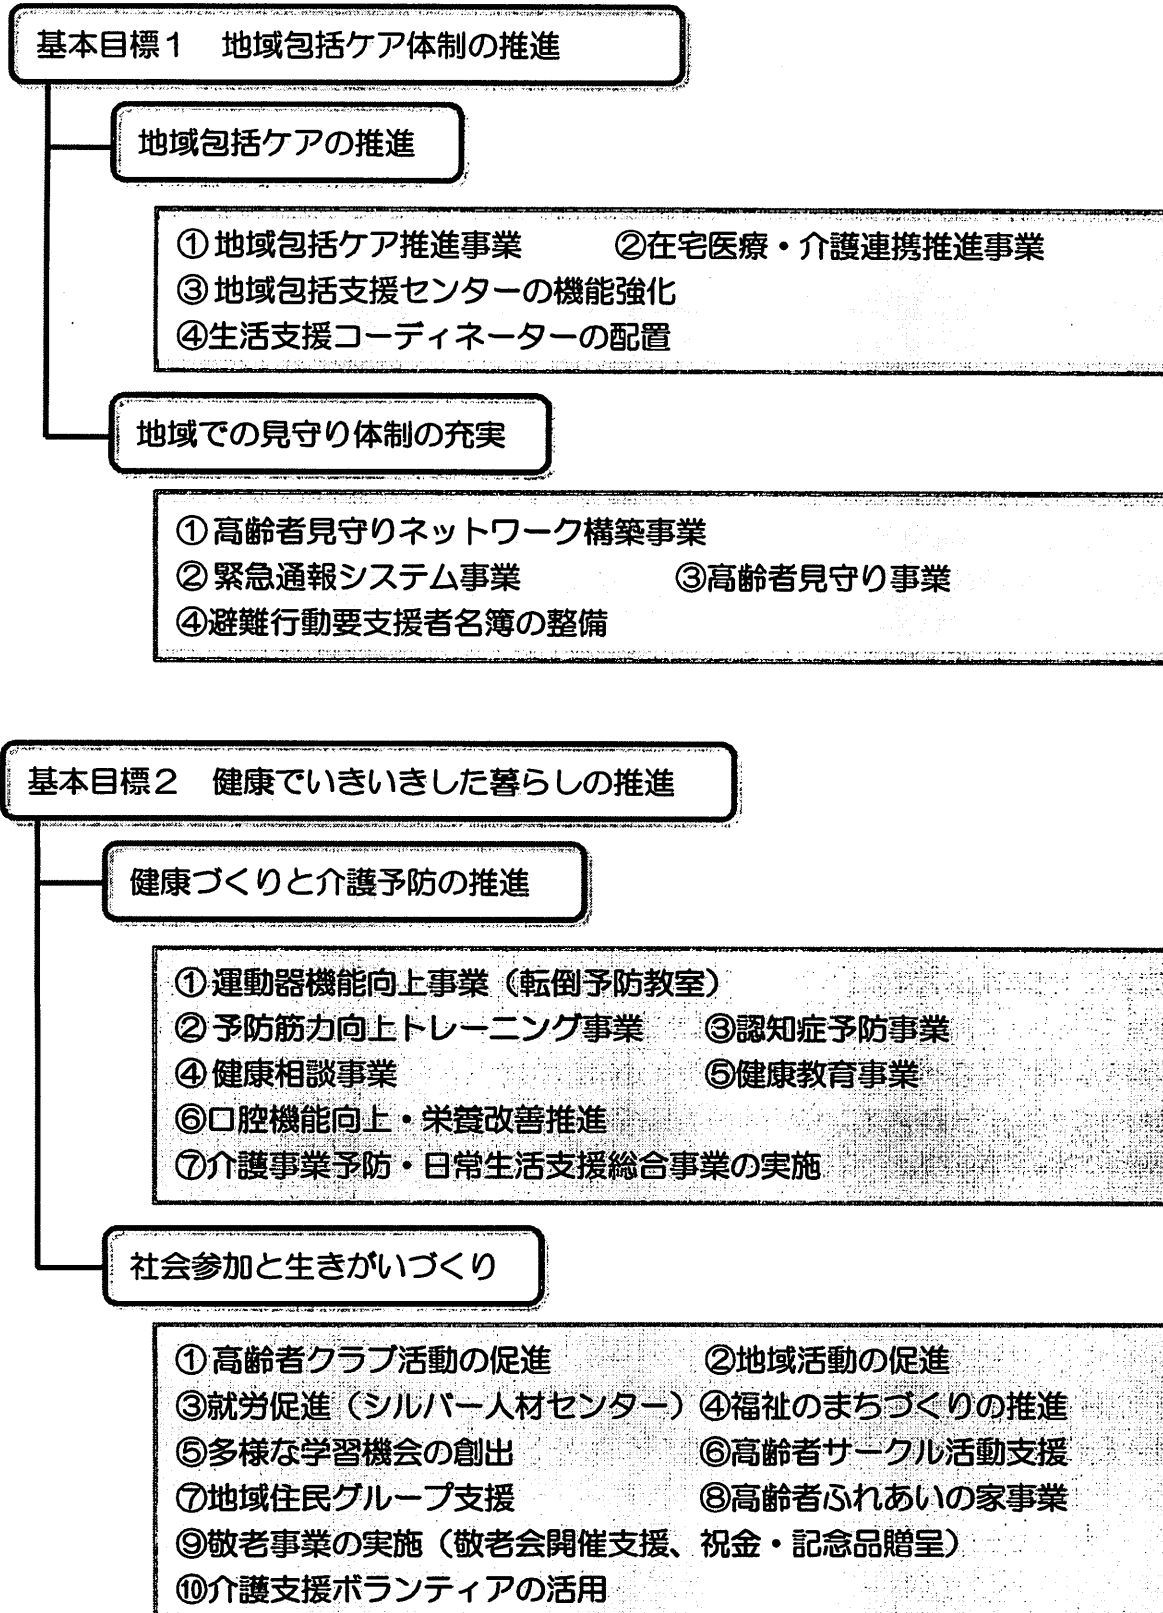 基本目標１　地域包括ケア体制の推進
地域包括ケアの推進
①地域包括ケア推進事業　②在宅医療・介護連携推進事業
③地域包括支援センターの機能強化
④生活支援コーディネーターの配置
地域での見守り体制の充実
①高齢者見守りネットワーク構築事業
②緊急通報システム事業　③高齢者見守り事業
④避難行動要支援者名簿の整備
基本目標２　健康でいきいきした暮らしの推進
健康づくりと介護予防の推進
①運動器機能向上事業（転倒予防教室）
②予防筋力向上トレーニング事業　③認知症予防事業
④健康相談事業　⑤健康教育事業
⑥口腔機能向上・栄養改善推進
⑦介護事業予防・日常生活支援総合事業の実施
社会参加と生きがいづくり
①高齢者クラブ活動の促進　②地域活動の促進
③就労促進（シルバー人材センター）④福祉のまちづくりの推進
⑤多様な学習機会の創出　⑥高齢者サークル活動支援
⑦地域住民グループ支援　⑧高齢者ふれあいの家事業
⑨敬老事業の実施（敬老会開催支援、祝金・記念品贈呈）
⑩介護支援ボランティアの活用